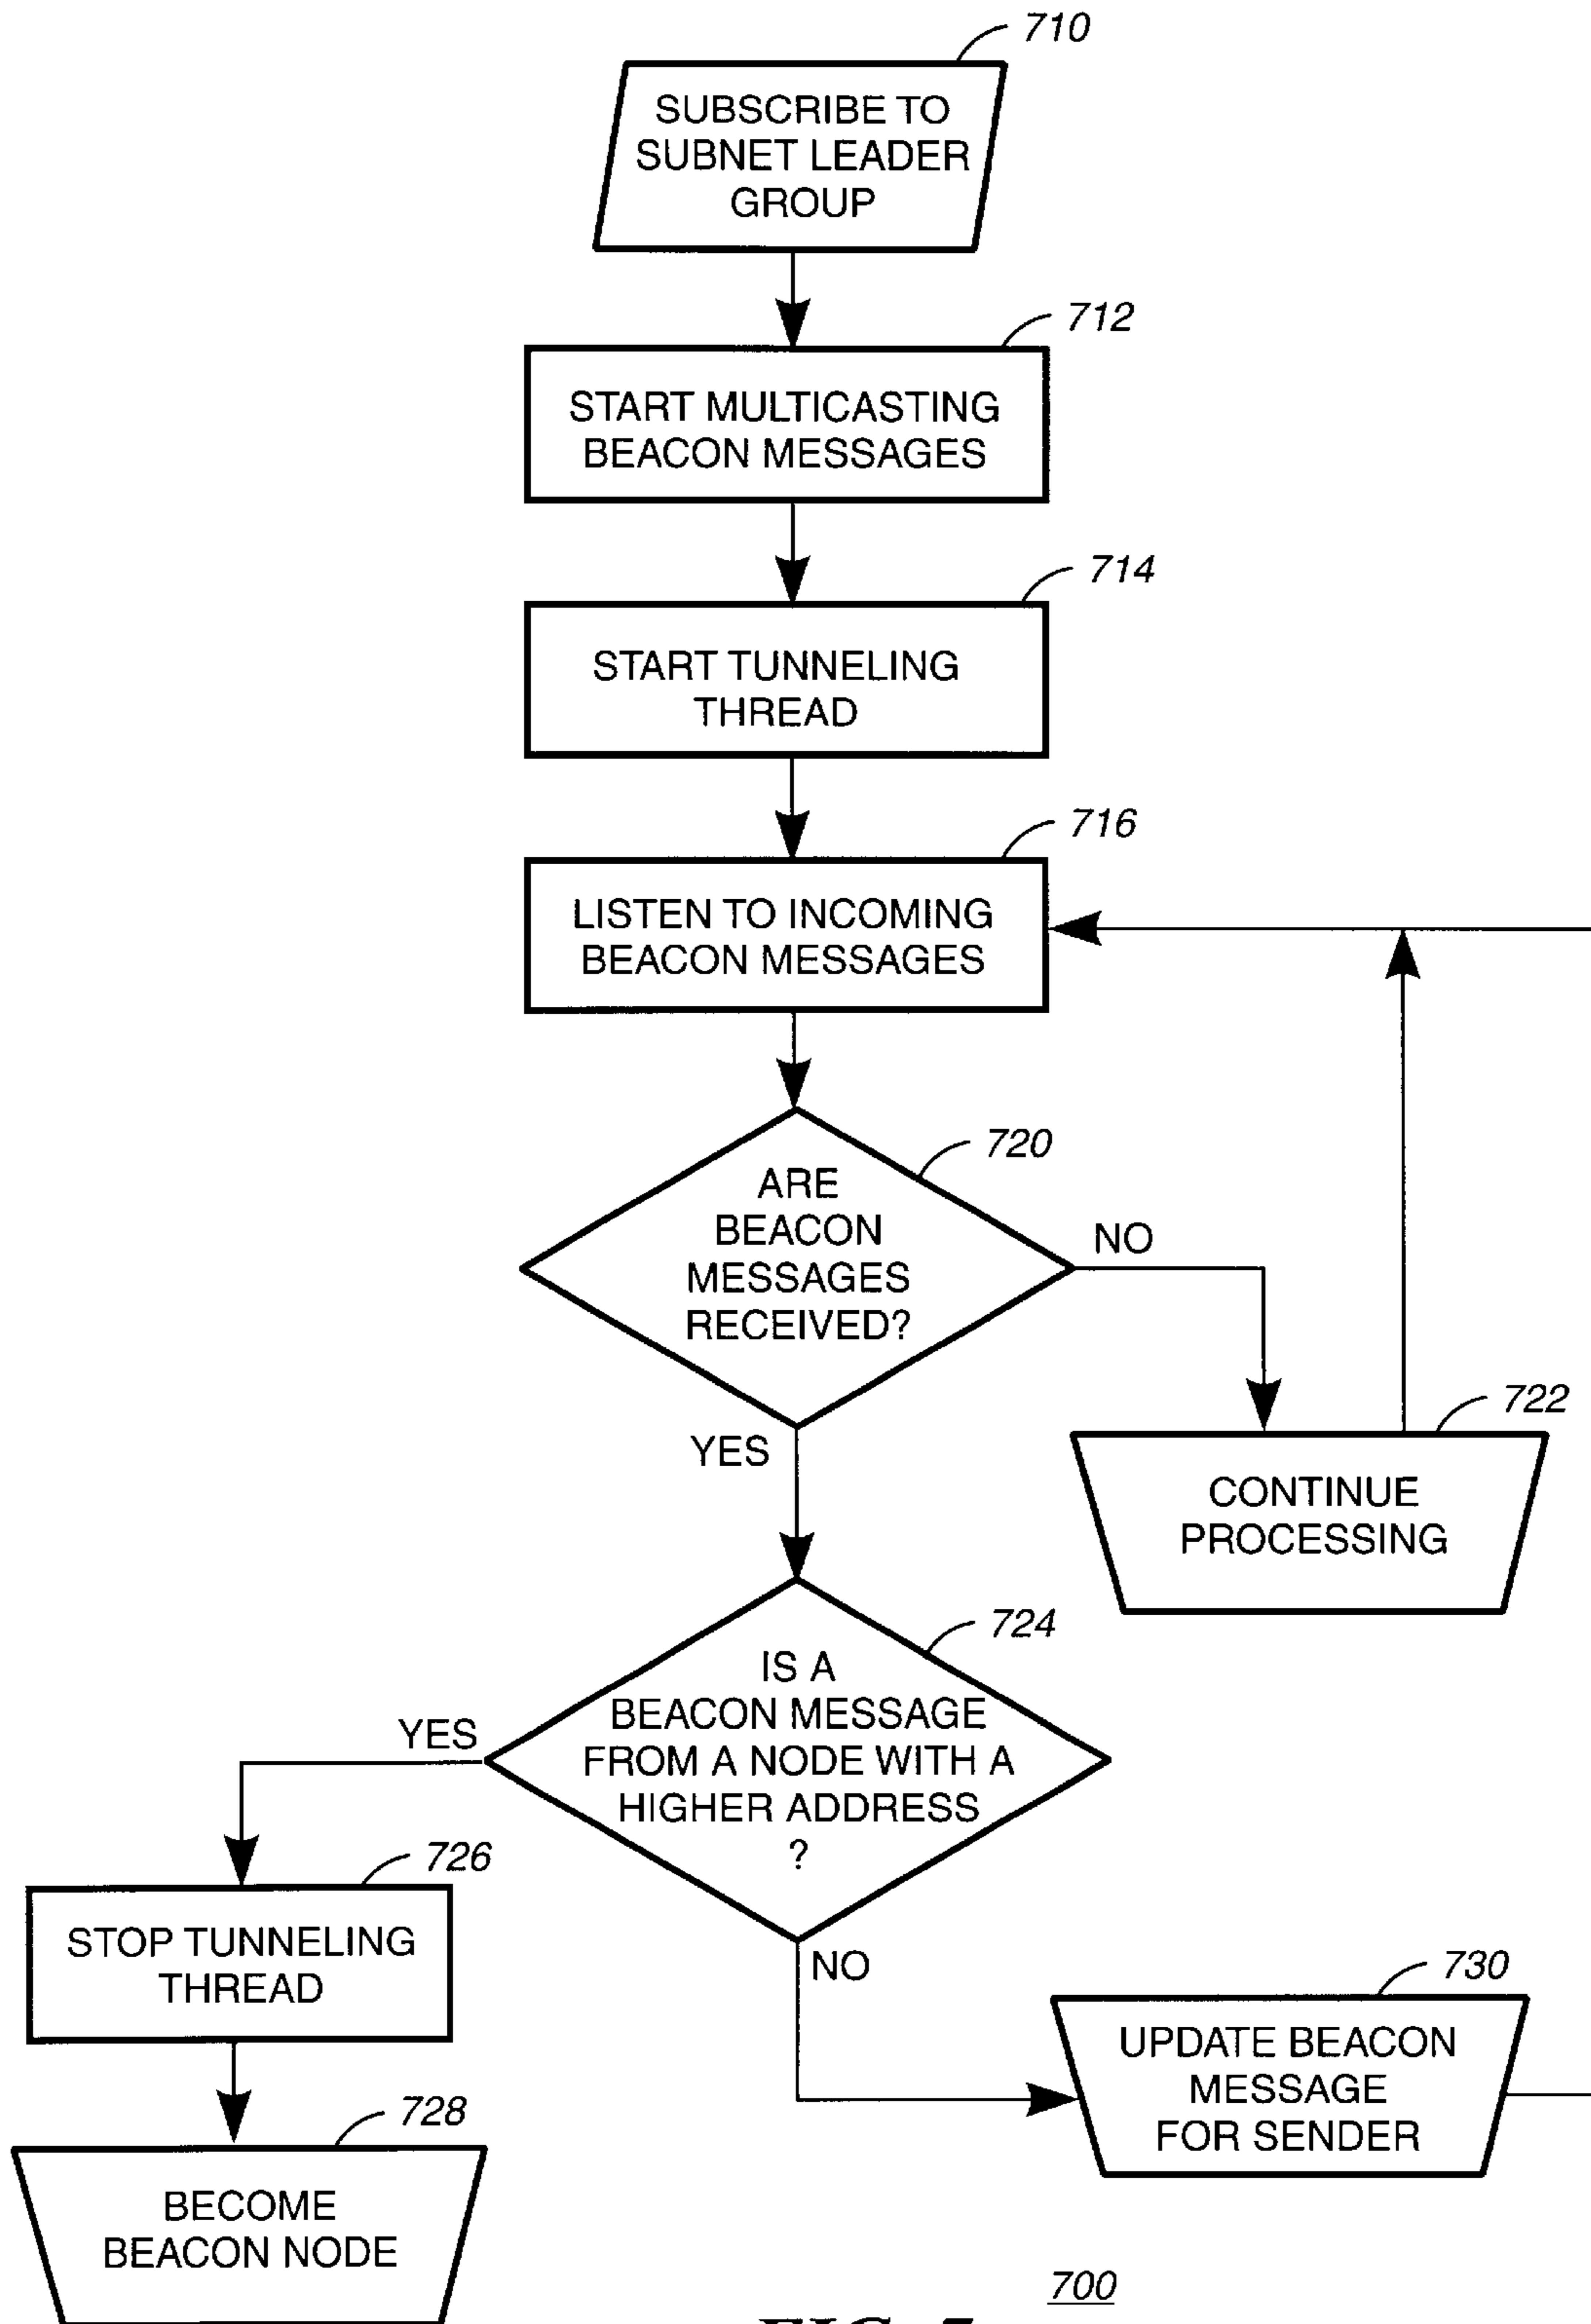 710
SUBSCRIBE TO
SUBNET LEADER
GROUP
712
START MULTICASTING
BEACON MESSAGES
714
START TUNNELING
THREAD
716
LISTEN TO INCOMING
BEACON MESSAGES
720
ARE
BEACON
MESSAGES
RECEIVED?
NO
YES
722
CONTINUE
PROCESSING
724
IS A
BEACON MESSAGE
FROM A NODE WITH A
HIGHER ADDRESS
?
YES
NO
726
STOP TUNNELING
THREAD
728
BECOME
BEACON NODE
730
UPDATE BEACON
MESSAGE
FOR SENDER
700